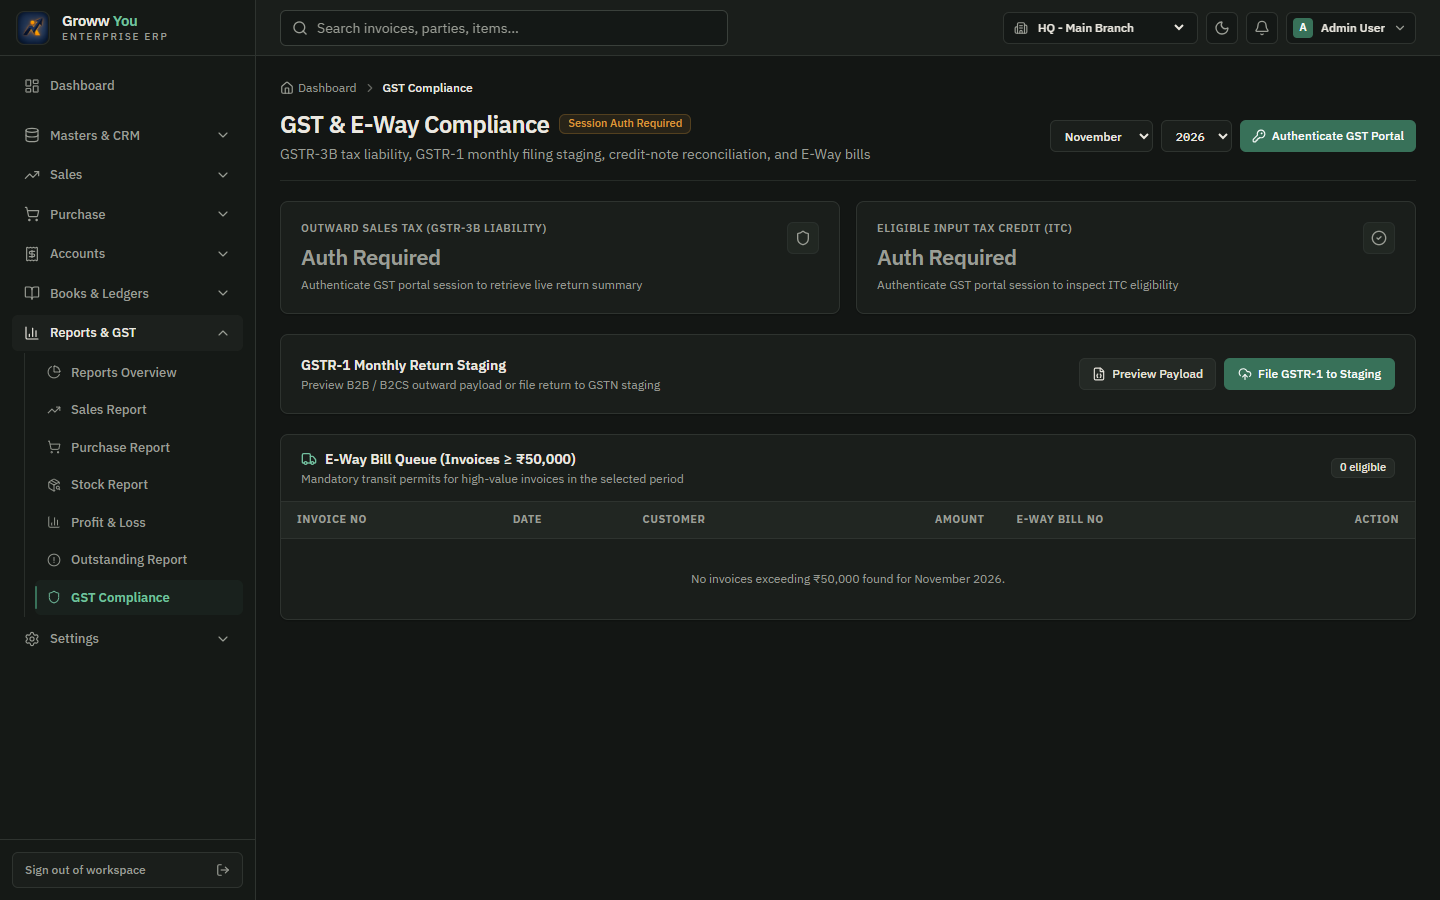 Groww You
ENTERPRISE ERP
Search invoices, parties, items...
HQ - Main Branch
A
Admin User
Dashboard
Masters & CRM
Sales
Purchase
Accounts
Books & Ledgers
Reports & GST
Reports Overview
Sales Report
Purchase Report
Stock Report
Profit & Loss
Outstanding Report
GST Compliance
Settings
Sign out of workspace
Dashboard
GST Compliance
GST & E-Way Compliance
Session Auth Required
GSTR-3B tax liability, GSTR-1 monthly filing staging, credit-note reconciliation, and E-Way bills
November
2026
Authenticate GST Portal
OUTWARD SALES TAX (GSTR-3B LIABILITY)
Auth Required
Authenticate GST portal session to retrieve live return summary
ELIGIBLE INPUT TAX CREDIT (ITC)
Auth Required
Authenticate GST portal session to inspect ITC eligibility
GSTR-1 Monthly Return Staging
Preview B2B / B2CS outward payload or file return to GSTN staging
Preview Payload
File GSTR-1 to Staging
E-Way Bill Queue (Invoices ≥ ₹50,000)
Mandatory transit permits for high-value invoices in the selected period
0 eligible
INVOICE NO
DATE
CUSTOMER
AMOUNT
E-WAY BILL NO
ACTION
No invoices exceeding ₹50,000 found for November 2026.